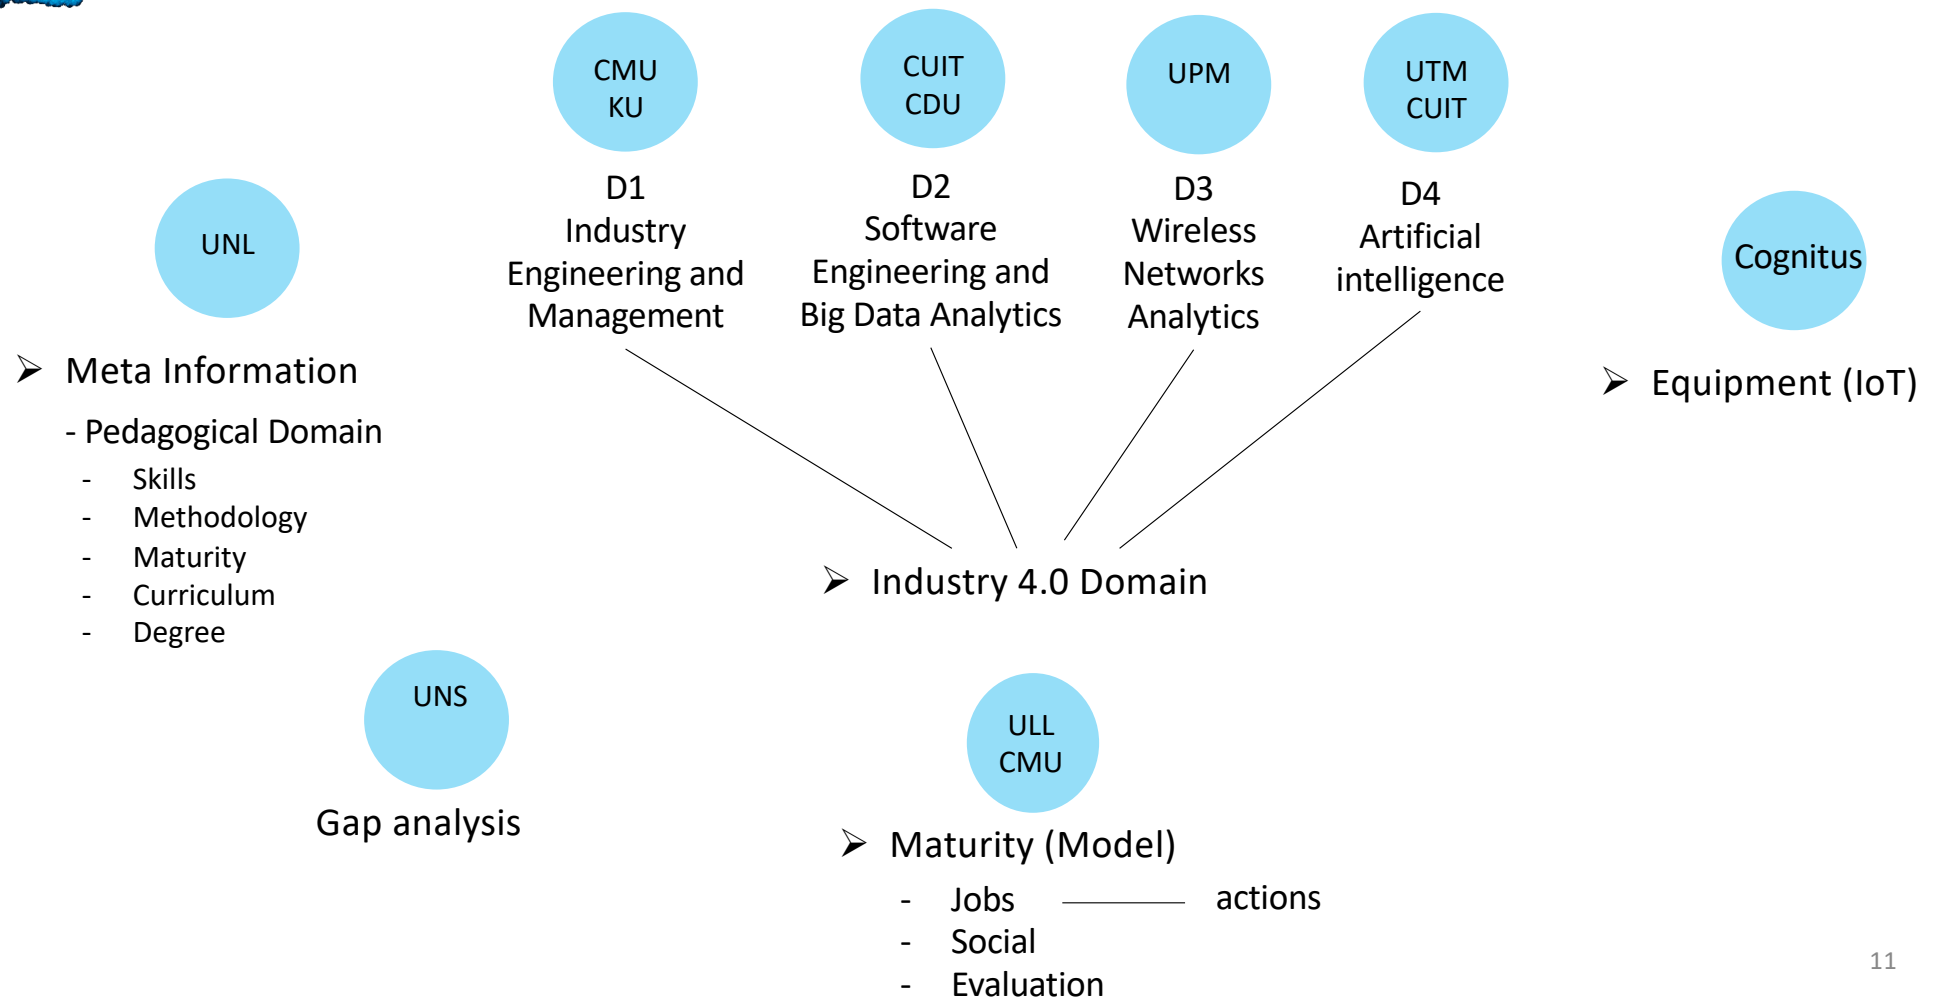 CMU
KU
CUIT
CDU
UPM
UTM
CUIT
D1
Industry
Engineering and
Management
D2
Software
Engineering and
Big Data Analytics
D3
Wireless
Networks
Analytics
D4
Artificial
intelligence
UNL
➢ Meta Information
- Pedagogical Domain
- Skills
- Methodology
- Maturity
- Curriculum
- Degree
Cognitus
➢ Equipment (IoT)
➢ Industry 4.0 Domain
UNS
Gap analysis
ULL
CMU
➢ Maturity (Model)
- Jobs actions
- Social
- Evaluation
11